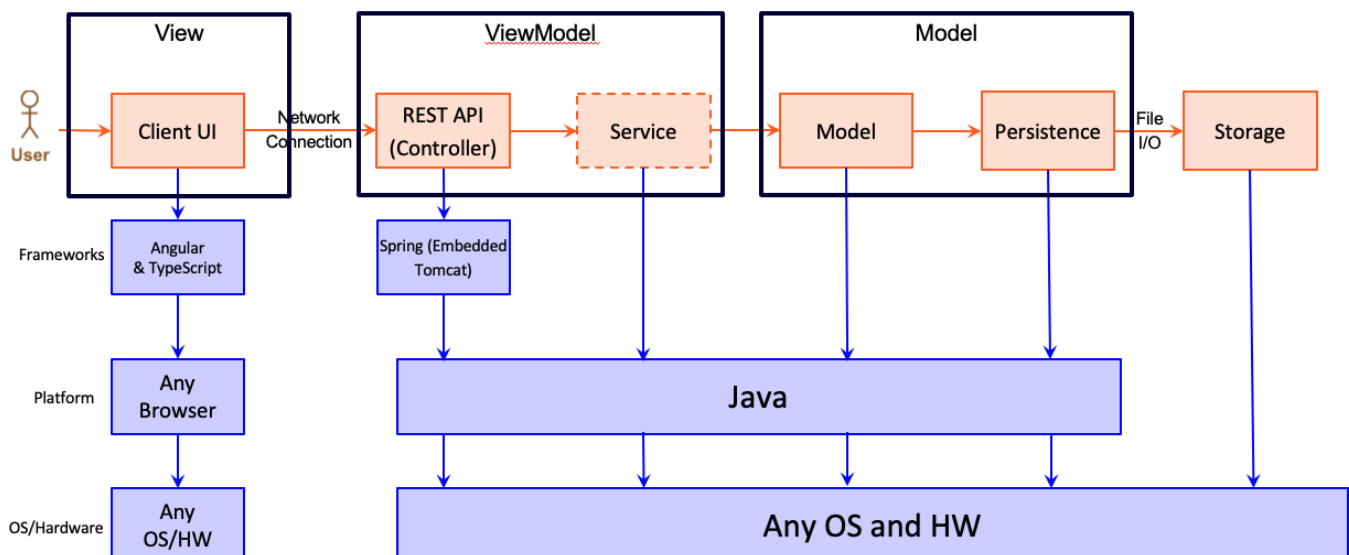 View
ViewModel
Model
User
Client UI
Network
Connection
REST API
(Controller)
Service
Model
Persistence
File
I/O
Storage
Frameworks
Angular
& TypeScript
Spring (Embedded
Tomcat)
Platform
Any
Browser
Java
OS/Hardware
Any
OS/HW
Any OS and HW